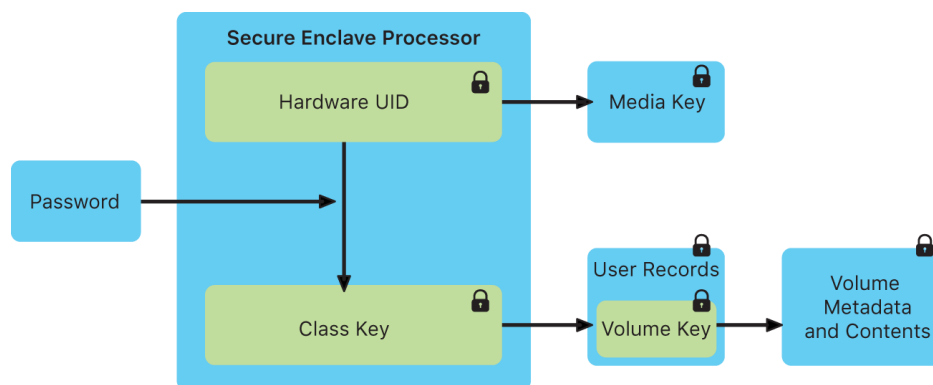 Secure Enclave Processor
Hardware UID
Media Key
Password
User Records
Class Key
Volume Key
Volume
Metadata
and Contents